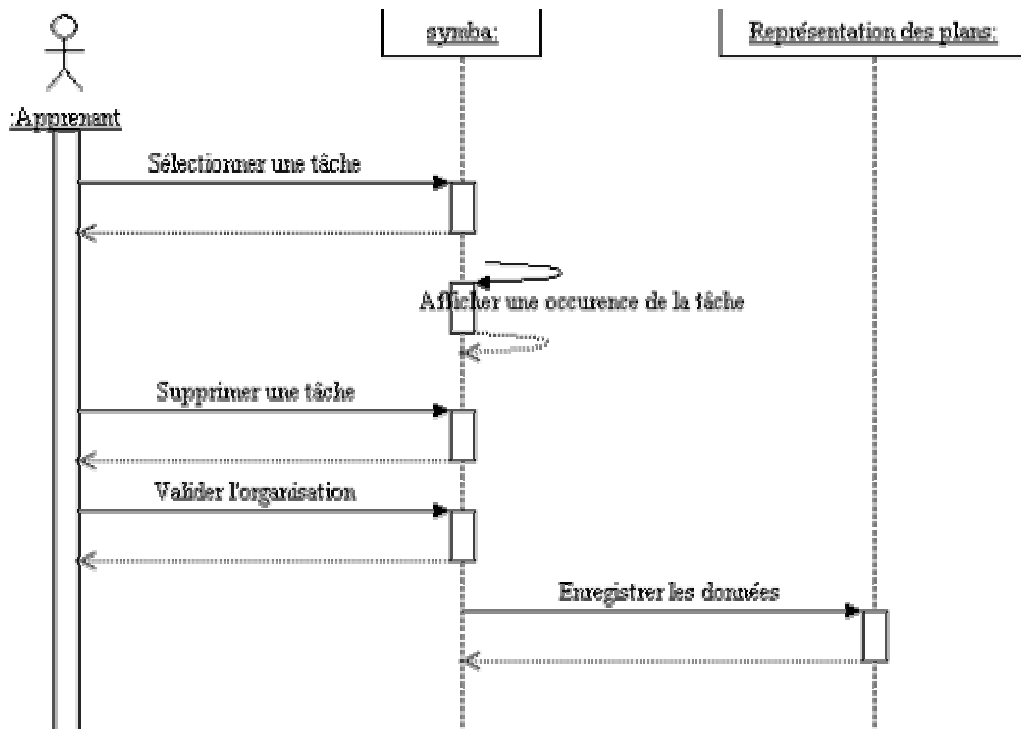 symba:
Représentation des plans:
:Apprenant
Sélectionner une tâche
Afficher une occurence de la tâche
Supprimer une tâche
Valider l'organisation
Enregistrer les données